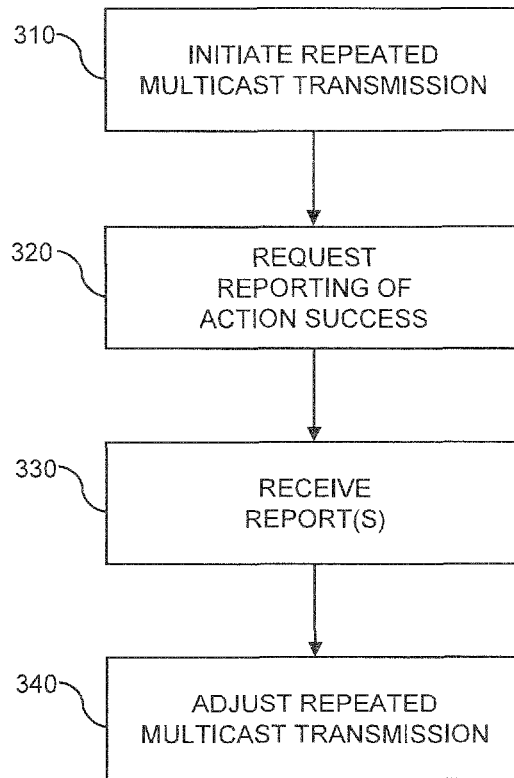 310
INITIATE REPEATED
MULTICAST TRANSMISSION
320
REQUEST
REPORTING OF
ACTION SUCCESS
330
RECEIVE
REPORT(S)
340
ADJUST REPEATED
MULTICAST TRANSMISSION